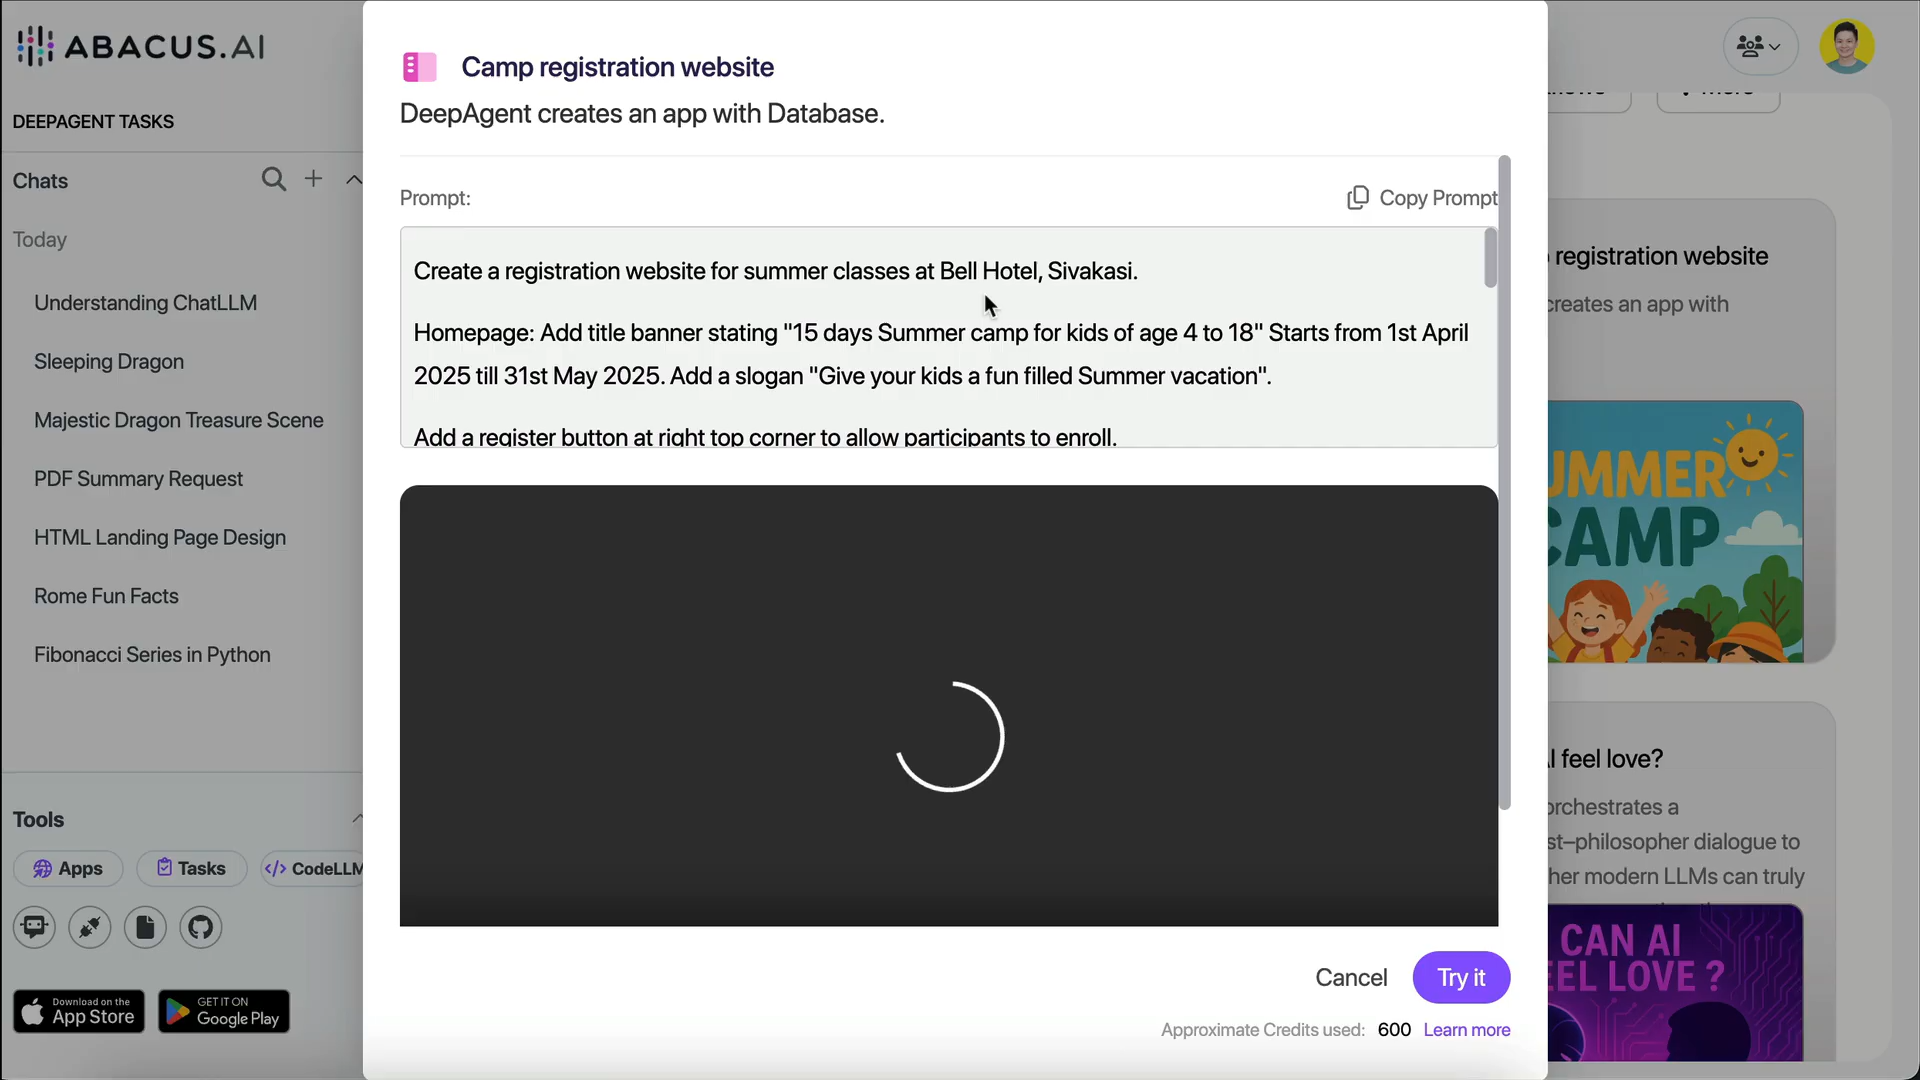 ABACUS.AI
DEEPAGENT TASKS
Chats
Today
Understanding ChatLLM
Sleeping Dragon
Majestic Dragon Treasure Scene
PDF Summary Request
HTML Landing Page Design
Rome Fun Facts
Fibonacci Series in Python
Tools
Apps
Tasks
</> CodeLLM
Download on the
App Store
GET IT ON
Google Play
Camp registration website
DeepAgent creates an app with Database.
Prompt:
Copy Prompt
Create a registration website for summer classes at Bell Hotel, Sivakasi.
Homepage: Add title banner stating "15 days Summer camp for kids of age 4 to 18" Starts from 1st April
2025 till 31st May 2025. Add a slogan "Give your kids a fun filled Summer vacation".
Add a register button at right top corner to allow participants to enroll.
Cancel
Try it
Approximate Credits used: 600 Learn more
registration website
creates an app with
UMMER
CAMP
feel love?
orchestrates a
st–philosopher dialogue to
her modern LLMs can truly
CAN AI
EEL LOVE ?